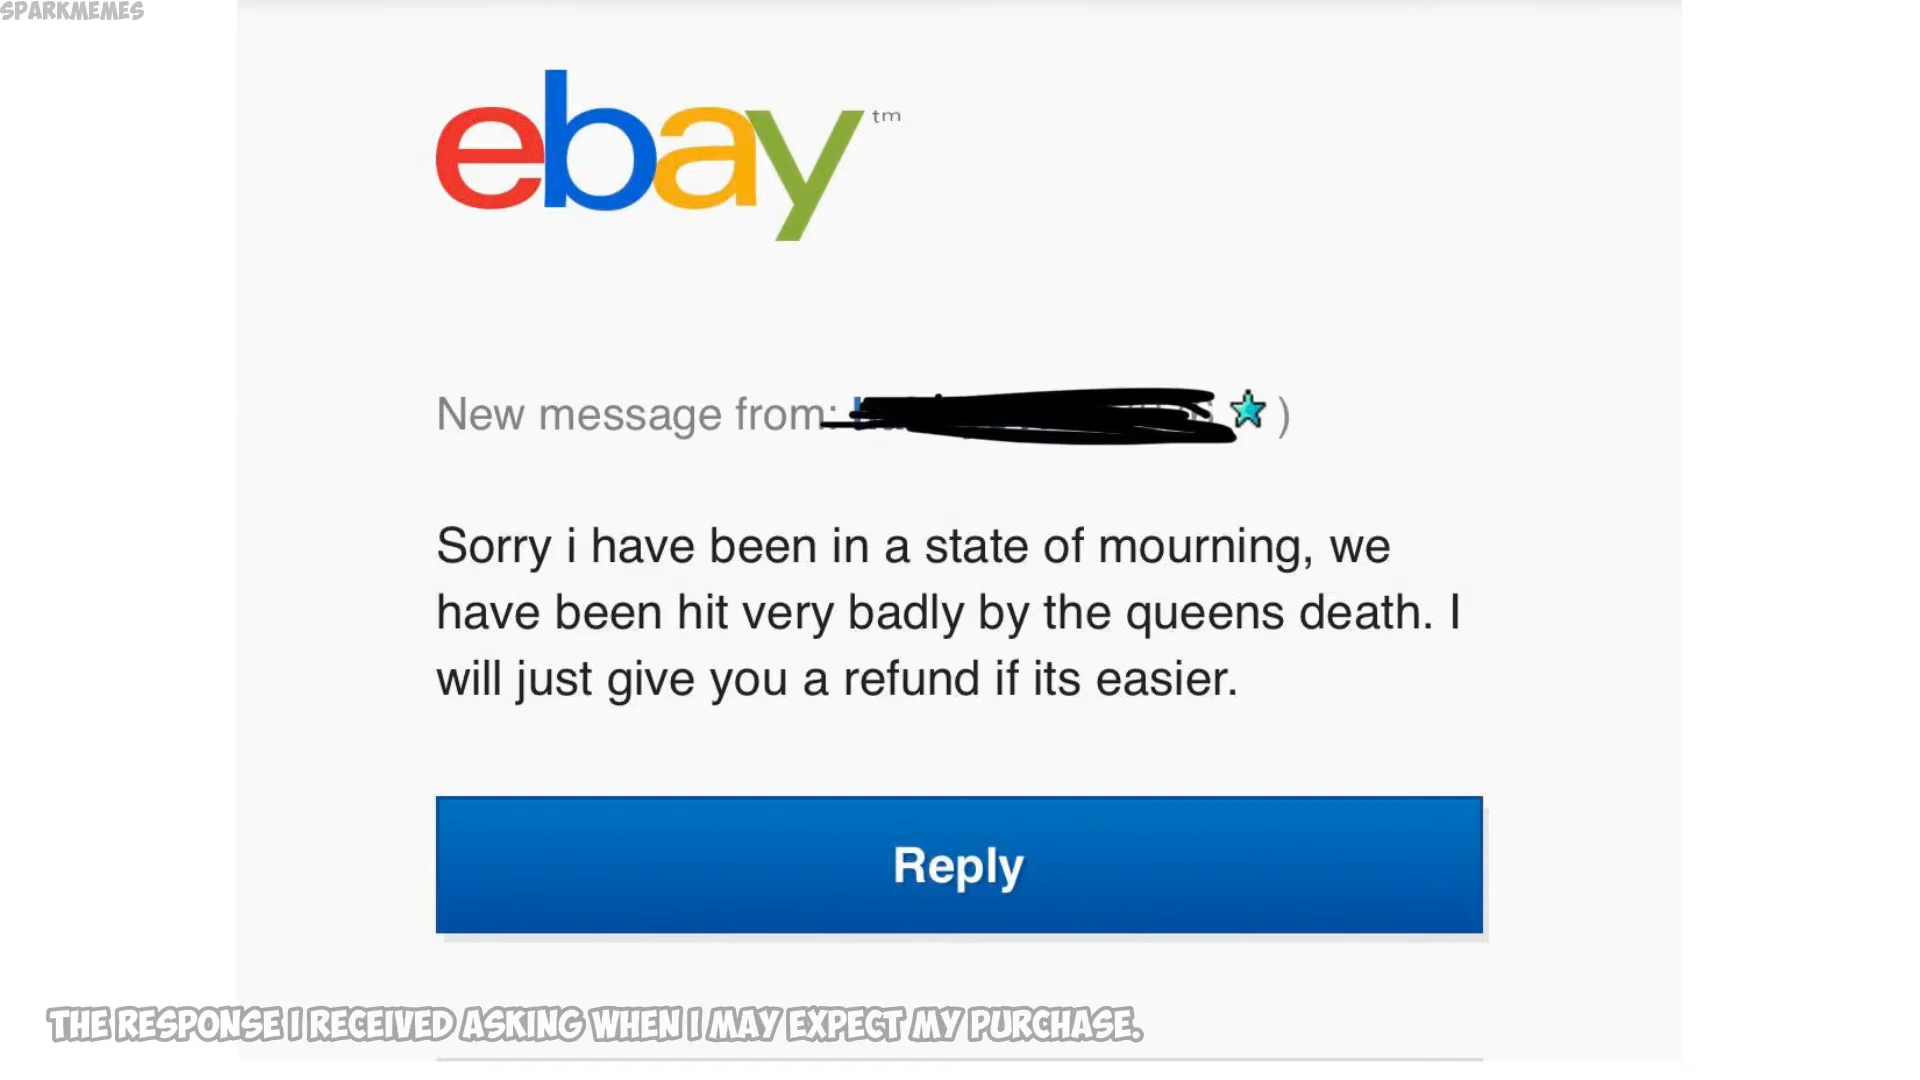 SPARKMEMES
ebay™
New message from: ★ )
Sorry i have been in a state of mourning, we
have been hit very badly by the queens death. I
will just give you a refund if its easier.
Reply
THE RESPONSE I RECEIVED ASKING WHEN I MAY EXPECT MY PURCHASE.